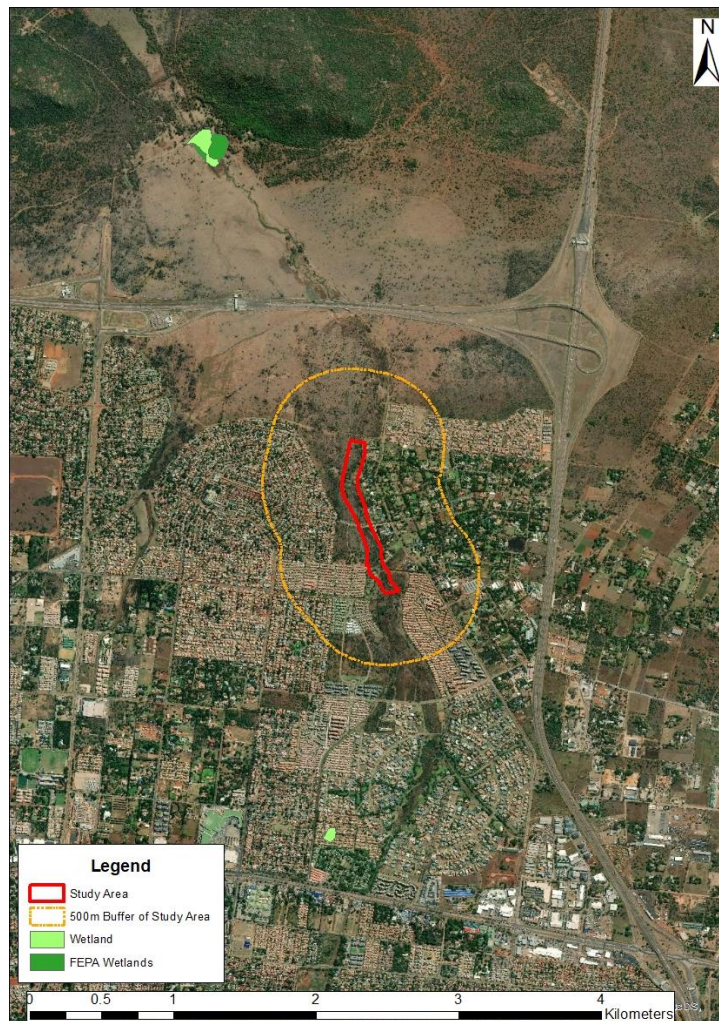 N
Legend
Study Area
500m Buffer of Study Area
Wetland
FEPA Wetlands
0 0.5 1 2 3 4
Kilometers